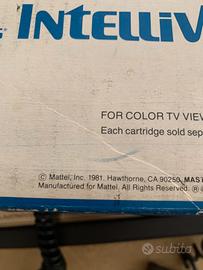 INTELLIV
FOR COLOR TV VIEW
Each cartridge sold sep
© Mattel, Inc. 1981. Hawthorne, CA 90250. MAS
Manufactured for Mattel. All Rights Reserved. ®
subito